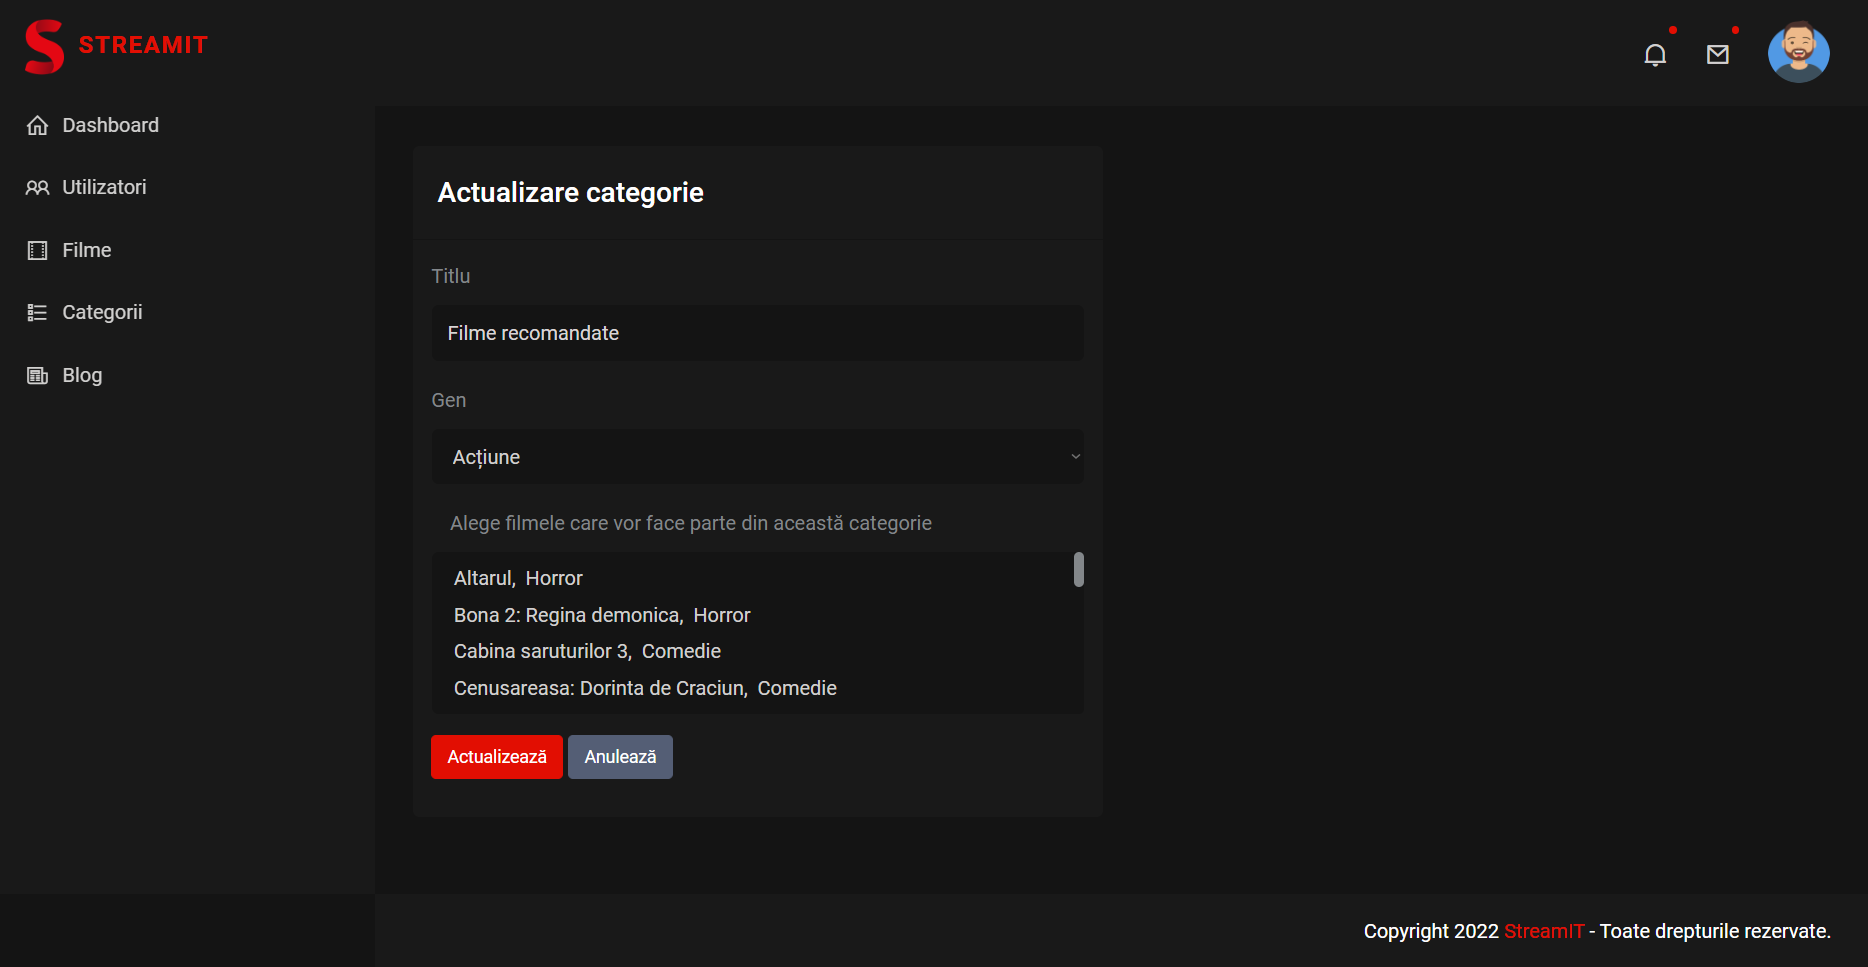 STREAMIT
Dashboard
Utilizatori
Filme
Categorii
Blog
Actualizare categorie
Titlu
Filme recomandate
Gen
Acțiune
Alege filmele care vor face parte din această categorie
Altarul, Horror
Bona 2: Regina demonica, Horror
Cabina saruturilor 3, Comedie
Cenusareasa: Dorinta de Craciun, Comedie
Actualizează Anulează
Copyright 2022 StreamIT - Toate drepturile rezervate.